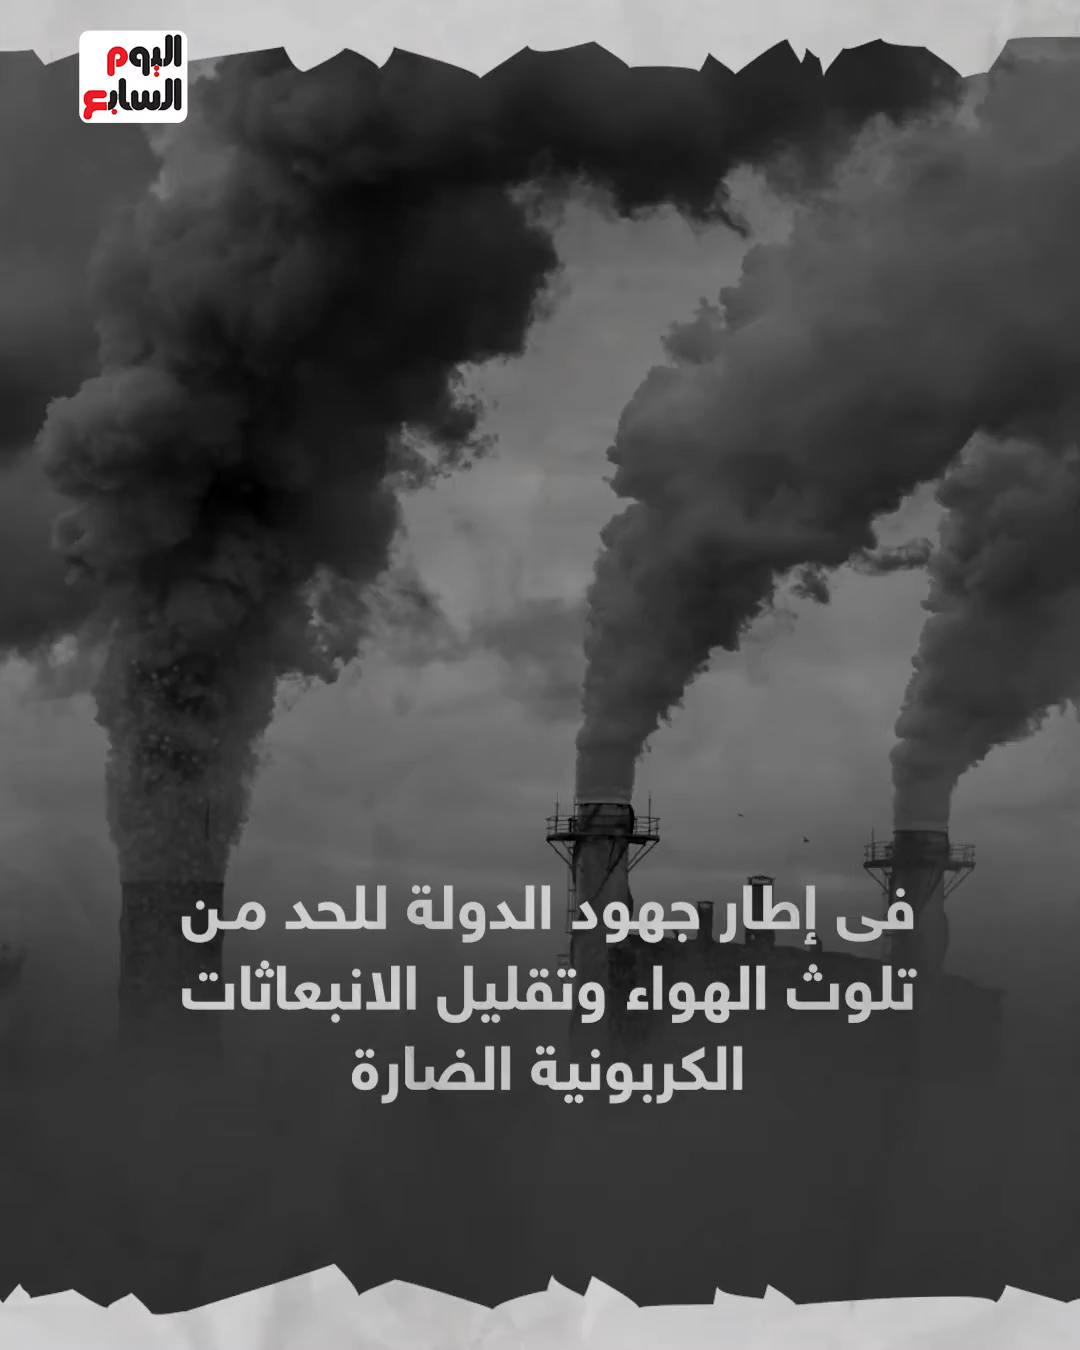 اليوم
السابع
فى إطار جهود الدولة للحد من
تلوث الهواء وتقليل الانبعاثات
الكربونية الضارة